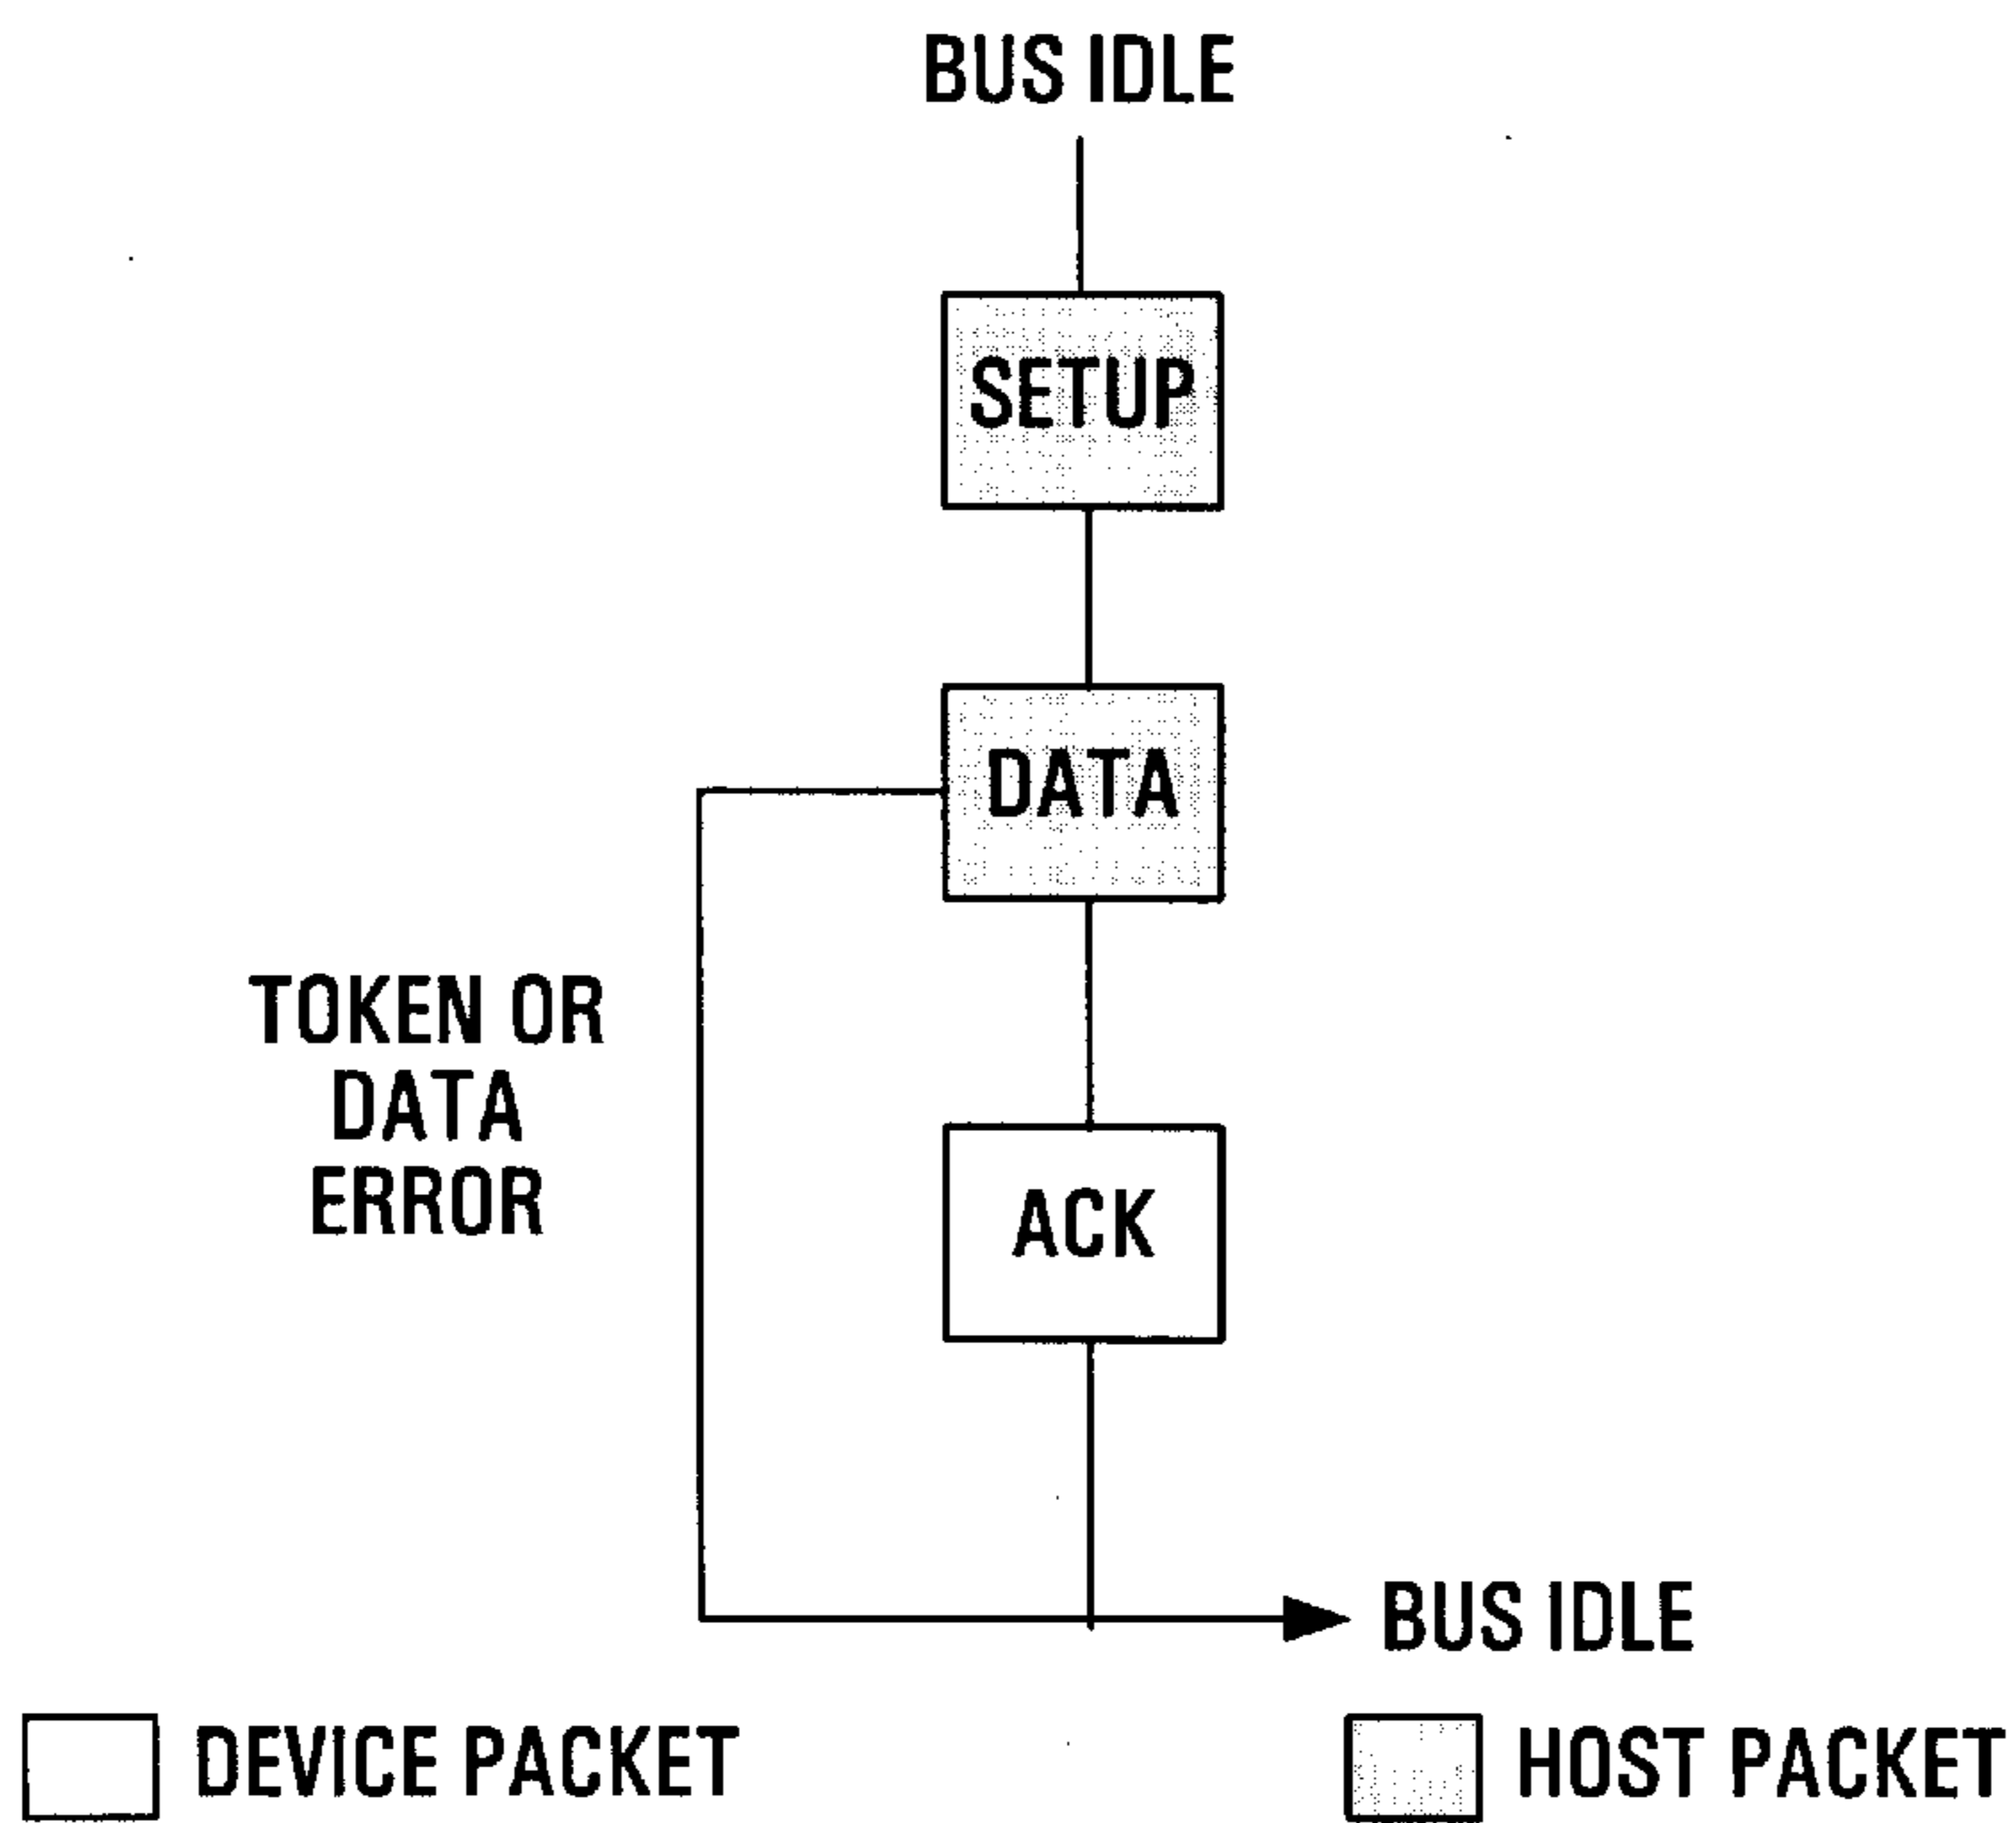 BUS IDLE
SETUP
DATA
TOKEN OR
DATA
ERROR
ACK
BUS IDLE
DEVICE PACKET
HOST PACKET